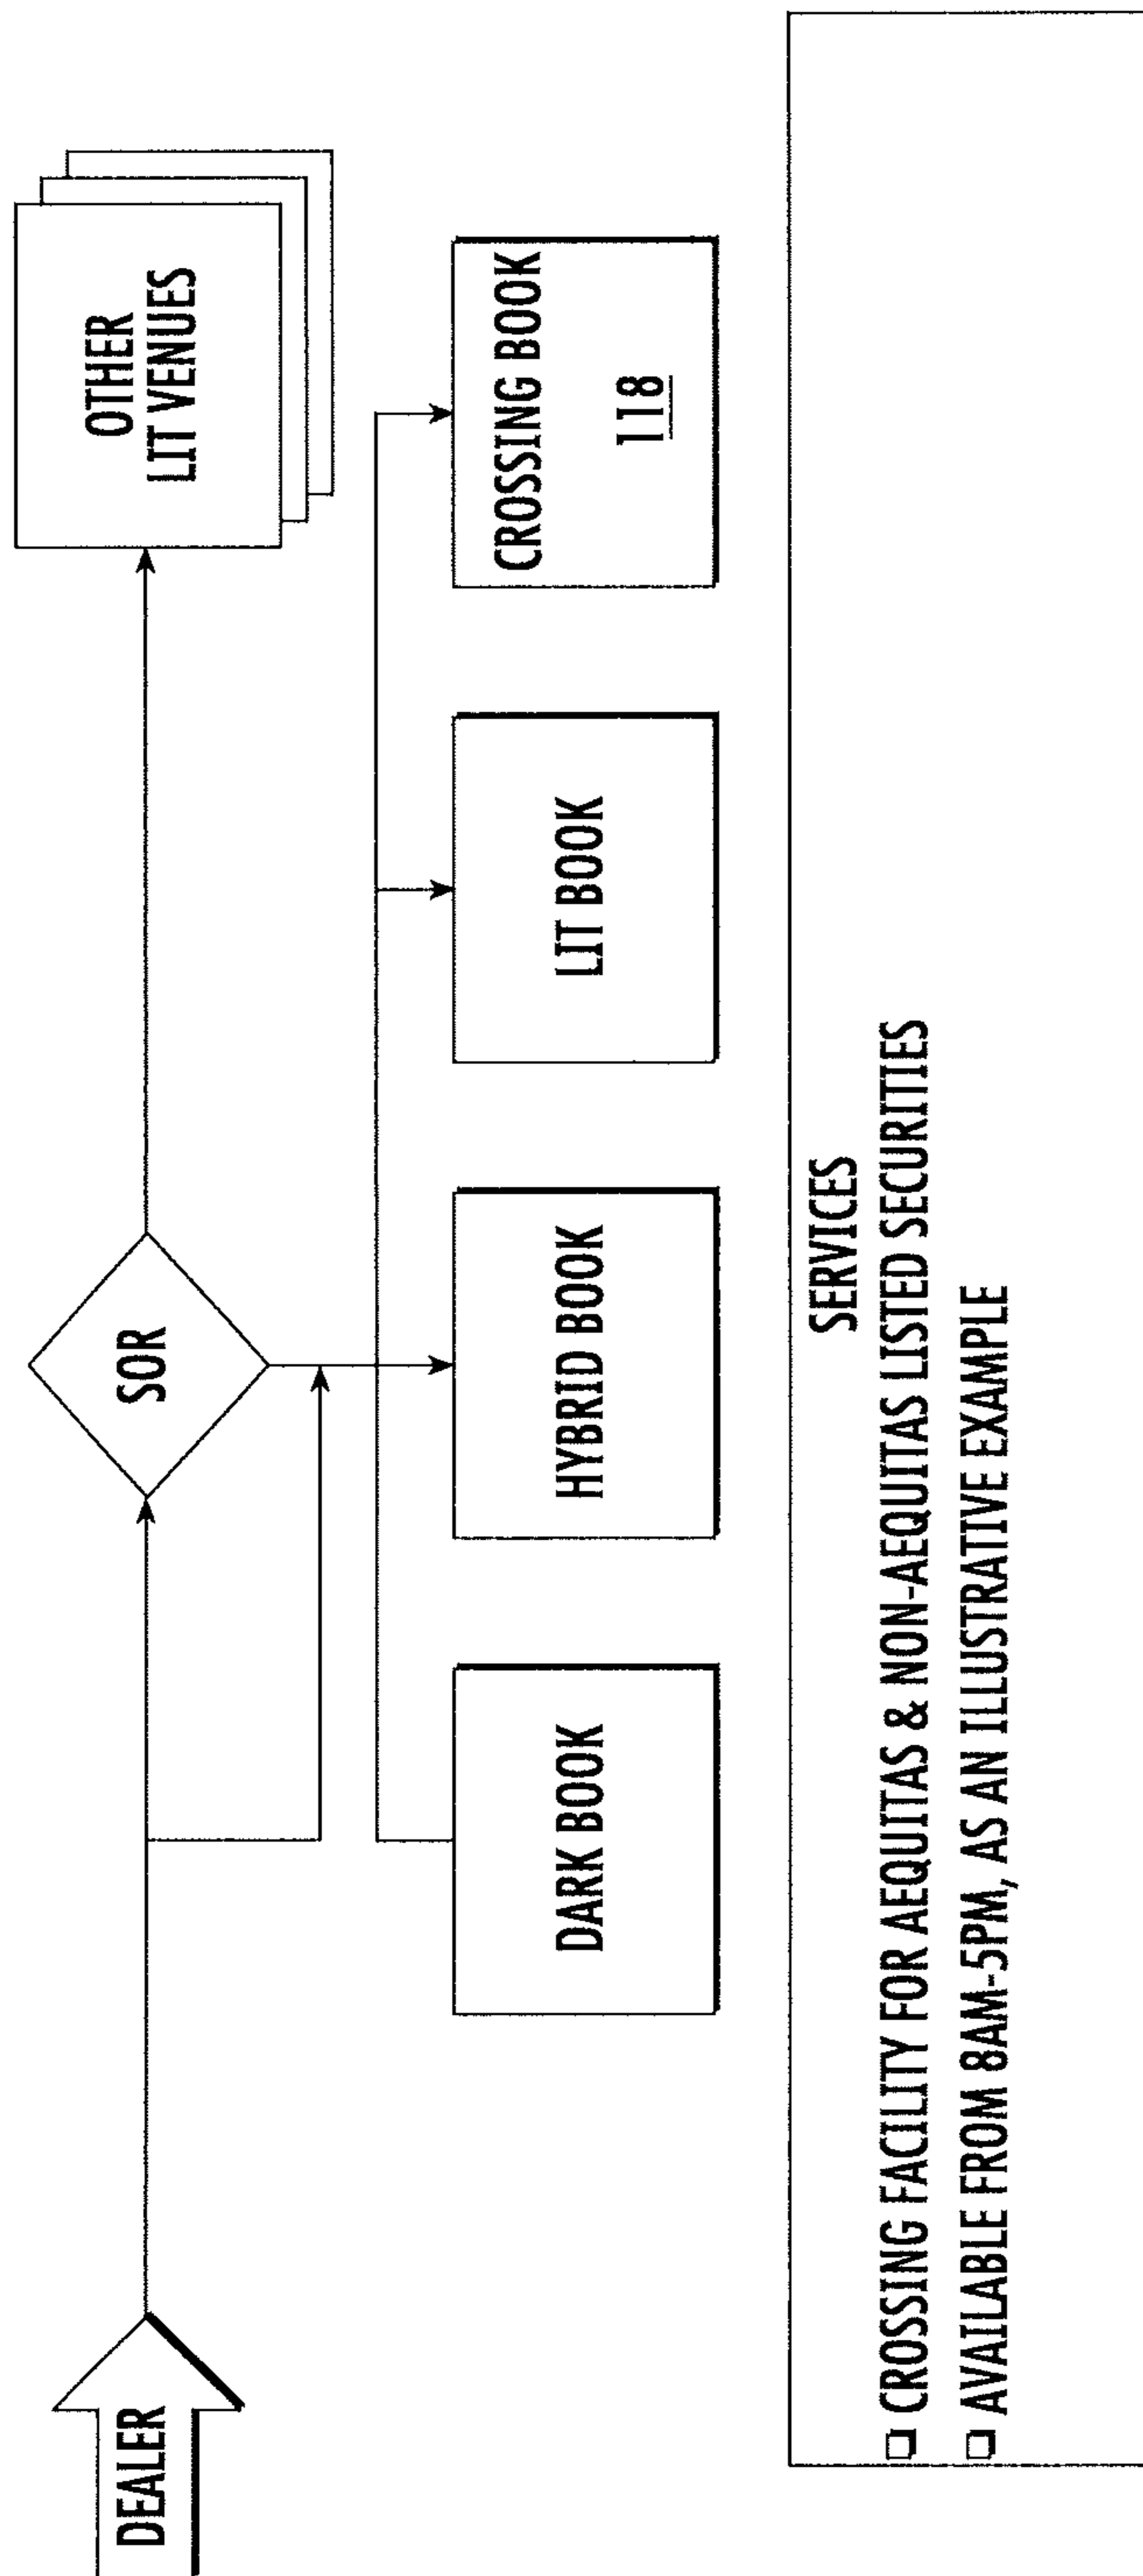 DEALER
SOR
OTHER
LIT VENUES
DARK BOOK
HYBRID BOOK
LIT BOOK
CROSSING BOOK
118
SERVICES
❑ CROSSING FACILITY FOR AEQUITAS & NON-AEQUITAS LISTED SECURITIES
❑ AVAILABLE FROM 8AM-5PM, AS AN ILLUSTRATIVE EXAMPLE